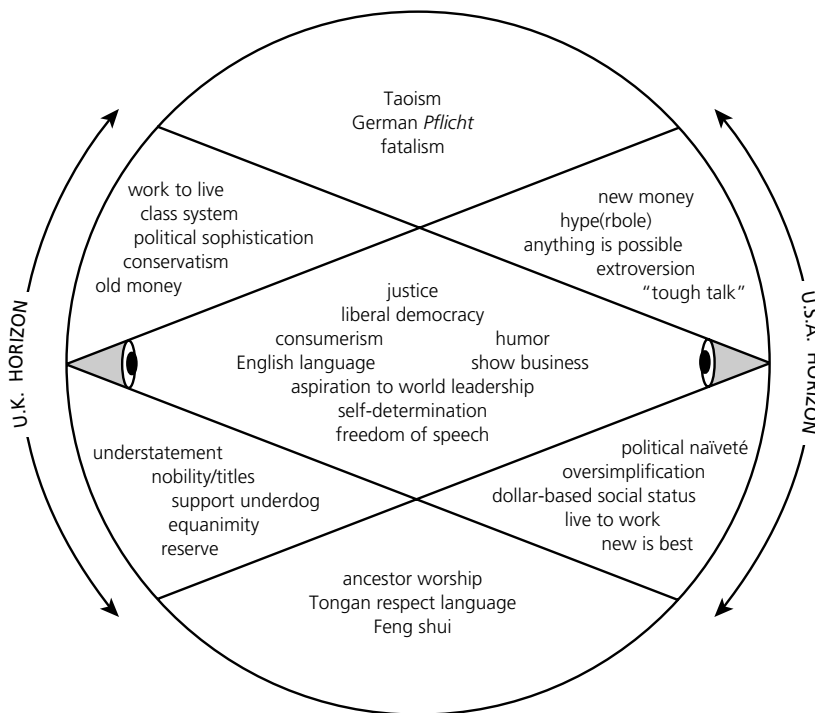 Taoism
German Pflicht
fatalism
work to live
class system
political sophistication
conservatism
old money
new money
hype(rbole)
anything is possible
extroversion
“tough talk”
U.K. HORIZON
justice
liberal democracy
consumerism
humor
English language
show business
aspiration to world leadership
self-determination
freedom of speech
U.S.A. HORIZON
understatement
nobility/titles
support underdog
equanimity
reserve
political naïveté
oversimplification
dollar-based social status
live to work
new is best
ancestor worship
Tongan respect language
Feng shui